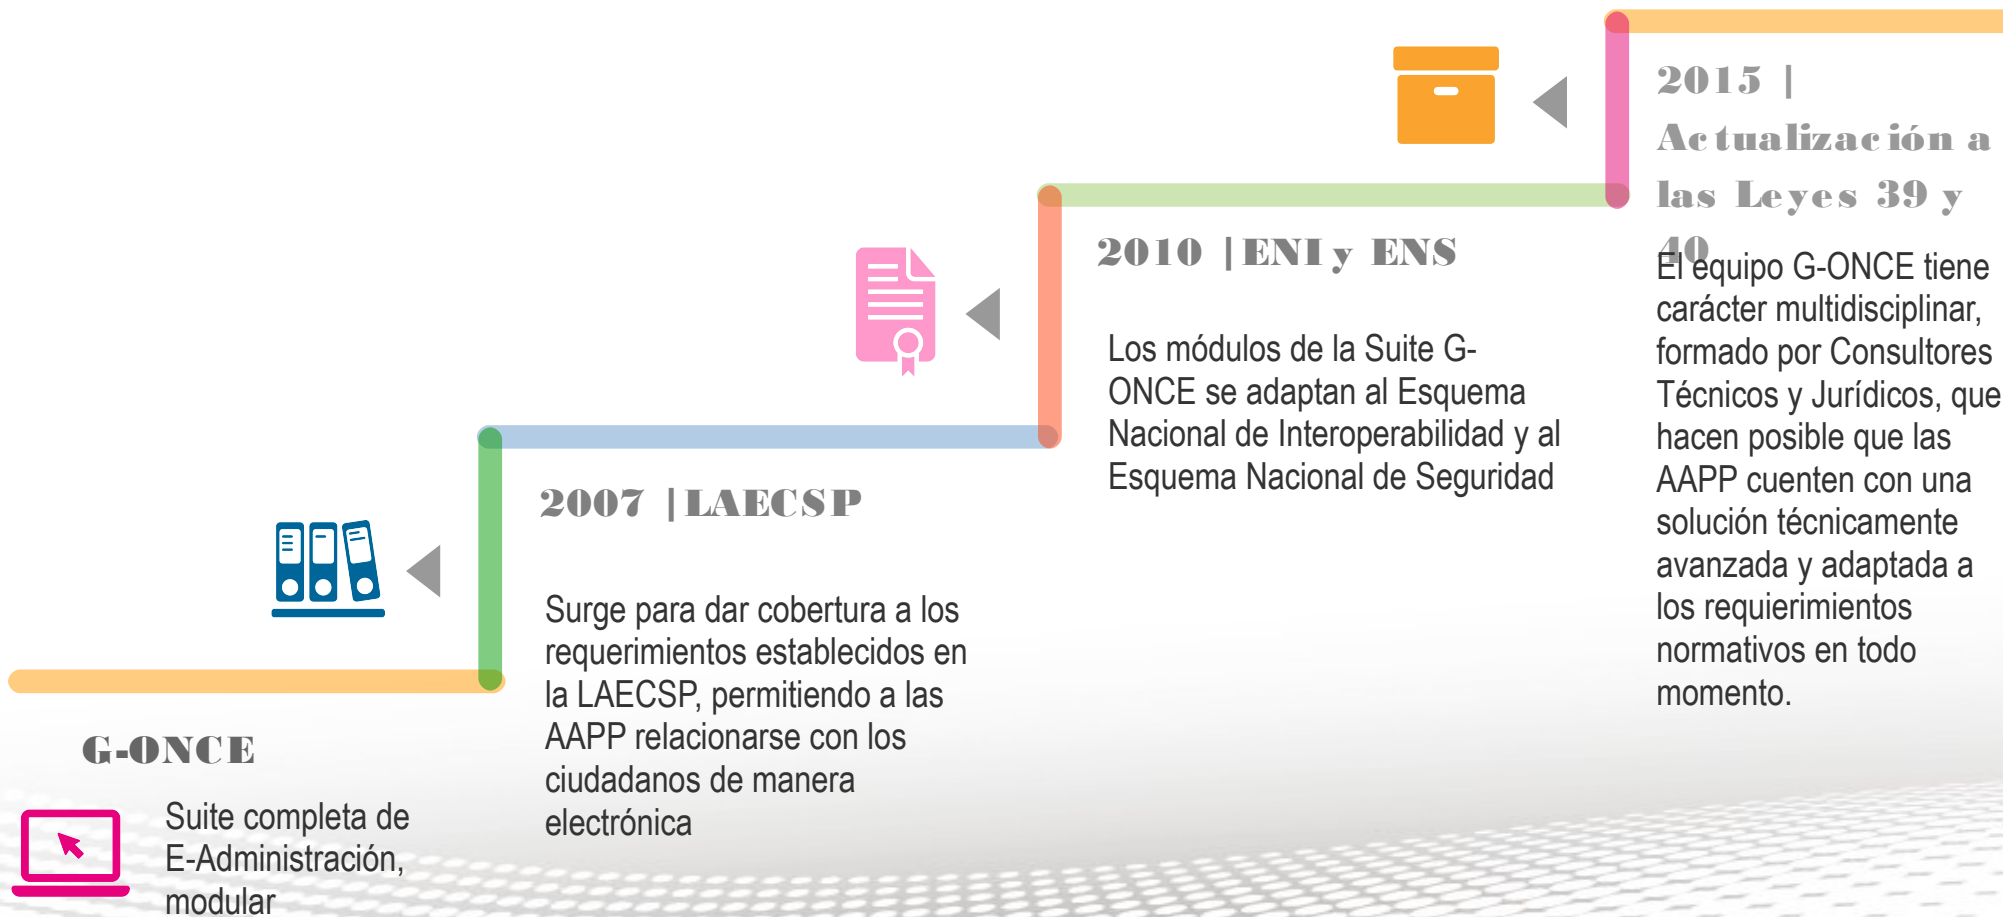 G-ONCE
Suite completa de
E-Administración,
modular
2007 | LAECSP
Surge para dar cobertura a los
requerimientos establecidos en
la LAECSP, permitiendo a las
AAPP relacionarse con los
ciudadanos de manera
electrónica
2010 | ENI y ENS
Los módulos de la Suite G-
ONCE se adaptan al Esquema
Nacional de Interoperabilidad y al
Esquema Nacional de Seguridad
2015 |
Actualización a
las Leyes 39 y
40
El equipo G-ONCE tiene
carácter multidisciplinar,
formado por Consultores
Técnicos y Jurídicos, que
hacen posible que las
AAPP cuenten con una
solución técnicamente
avanzada y adaptada a
los requierimientos
normativos en todo
momento.